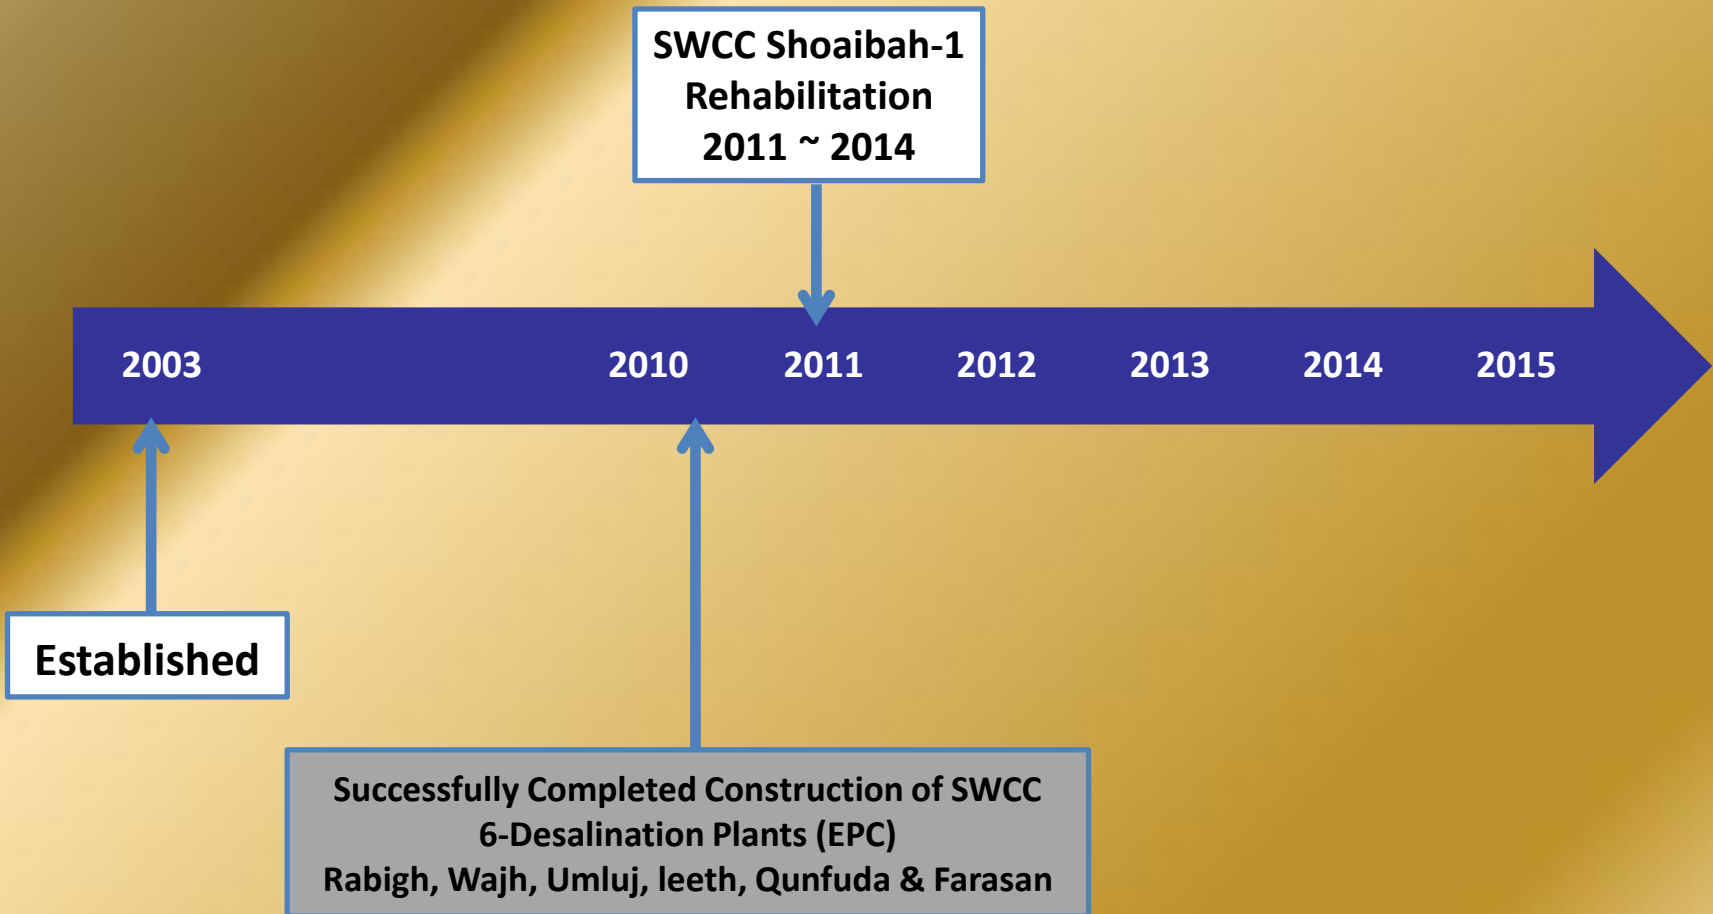 SWCC Shoaibah-1
Rehabilitation
2011 ~ 2014
2003 2010 2011 2012 2013 2014 2015
Established
Successfully Completed Construction of SWCC
6-Desalination Plants (EPC)
Rabigh, Wajh, Umluj, leeth, Qunfuda & Farasan